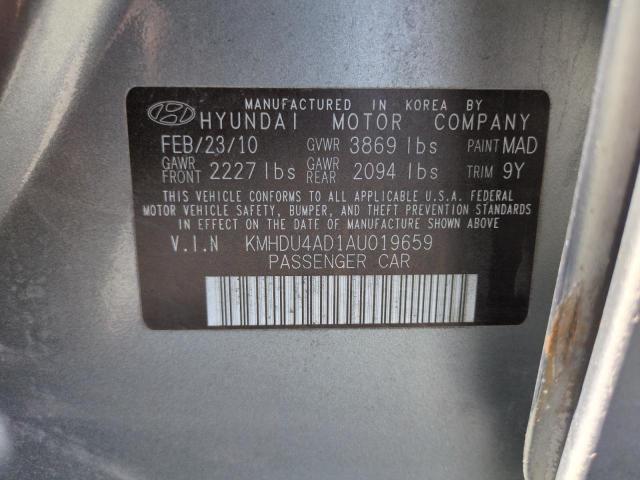 MANUFACTURED IN KOREA BY
HYUNDAI MOTOR COMPANY
FEB/23/10 GVWR 3869 lbs PAINT MAD
GAWR FRONT 2227 lbs GAWR REAR 2094 lbs TRIM 9Y
THIS VEHICLE CONFORMS TO ALL APPLICABLE U.S.A. FEDERAL
MOTOR VEHICLE SAFETY, BUMPER, AND THEFT PREVENTION STANDARDS
IN EFFECT ON THE DATE OF MANUFACTURE SHOWN ABOVE
V.I.N KMHDU4AD1AU019659
PASSENGER CAR